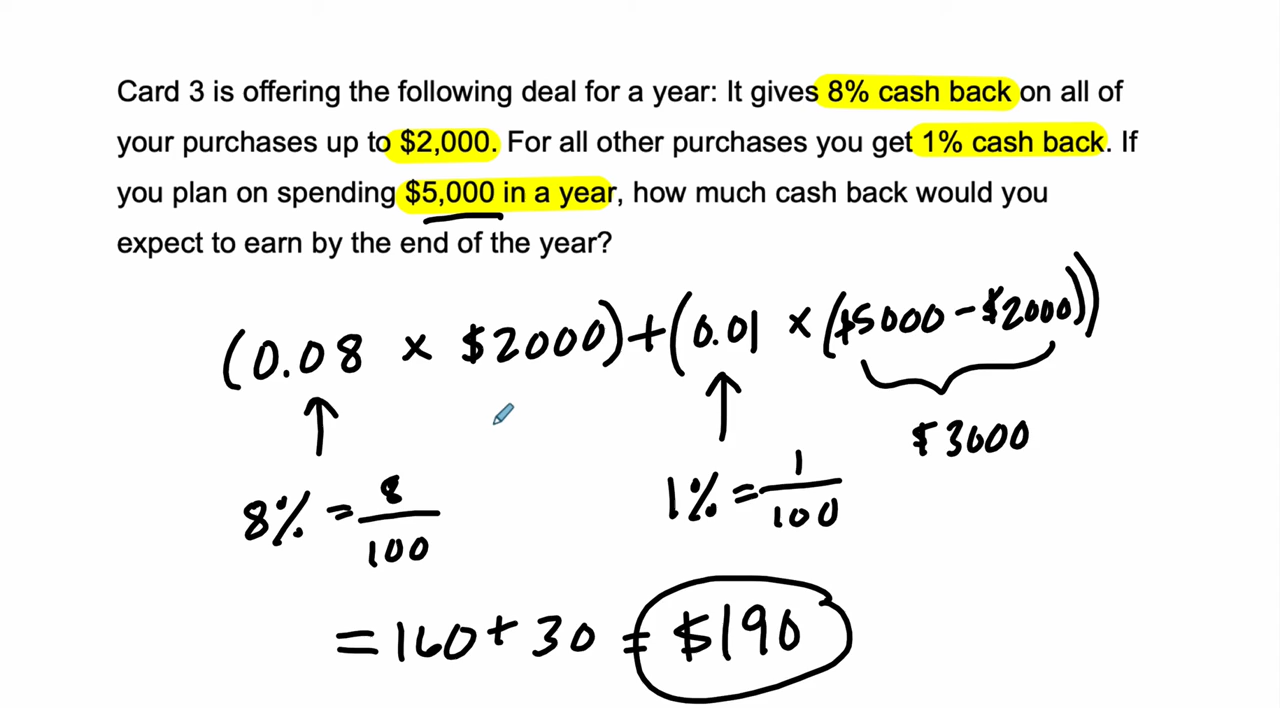 Card 3 is offering the following deal for a year: It gives 8% cash back on all of
your purchases up to $2,000. For all other purchases you get 1% cash back. If
you plan on spending $5,000 in a year, how much cash back would you
expect to earn by the end of the year?
(0.08 × $2000) + (0.01 × ($5000 - $2000))
$3000
8% = 8/100
1% = 1/100
= 160 + 30 = $190